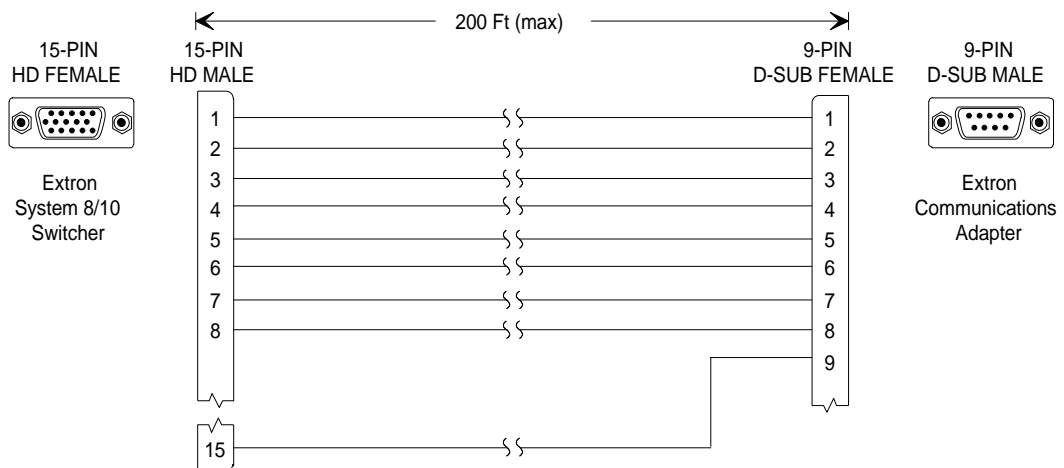 200 Ft (max)
15-PIN
HD FEMALE
15-PIN
HD MALE
9-PIN
D-SUB FEMALE
9-PIN
D-SUB MALE
1 1
2 2
3 3
4 4
5 5
6 6
7 7
8 8
9
15
Extron
System 8/10
Switcher
Extron
Communications
Adapter